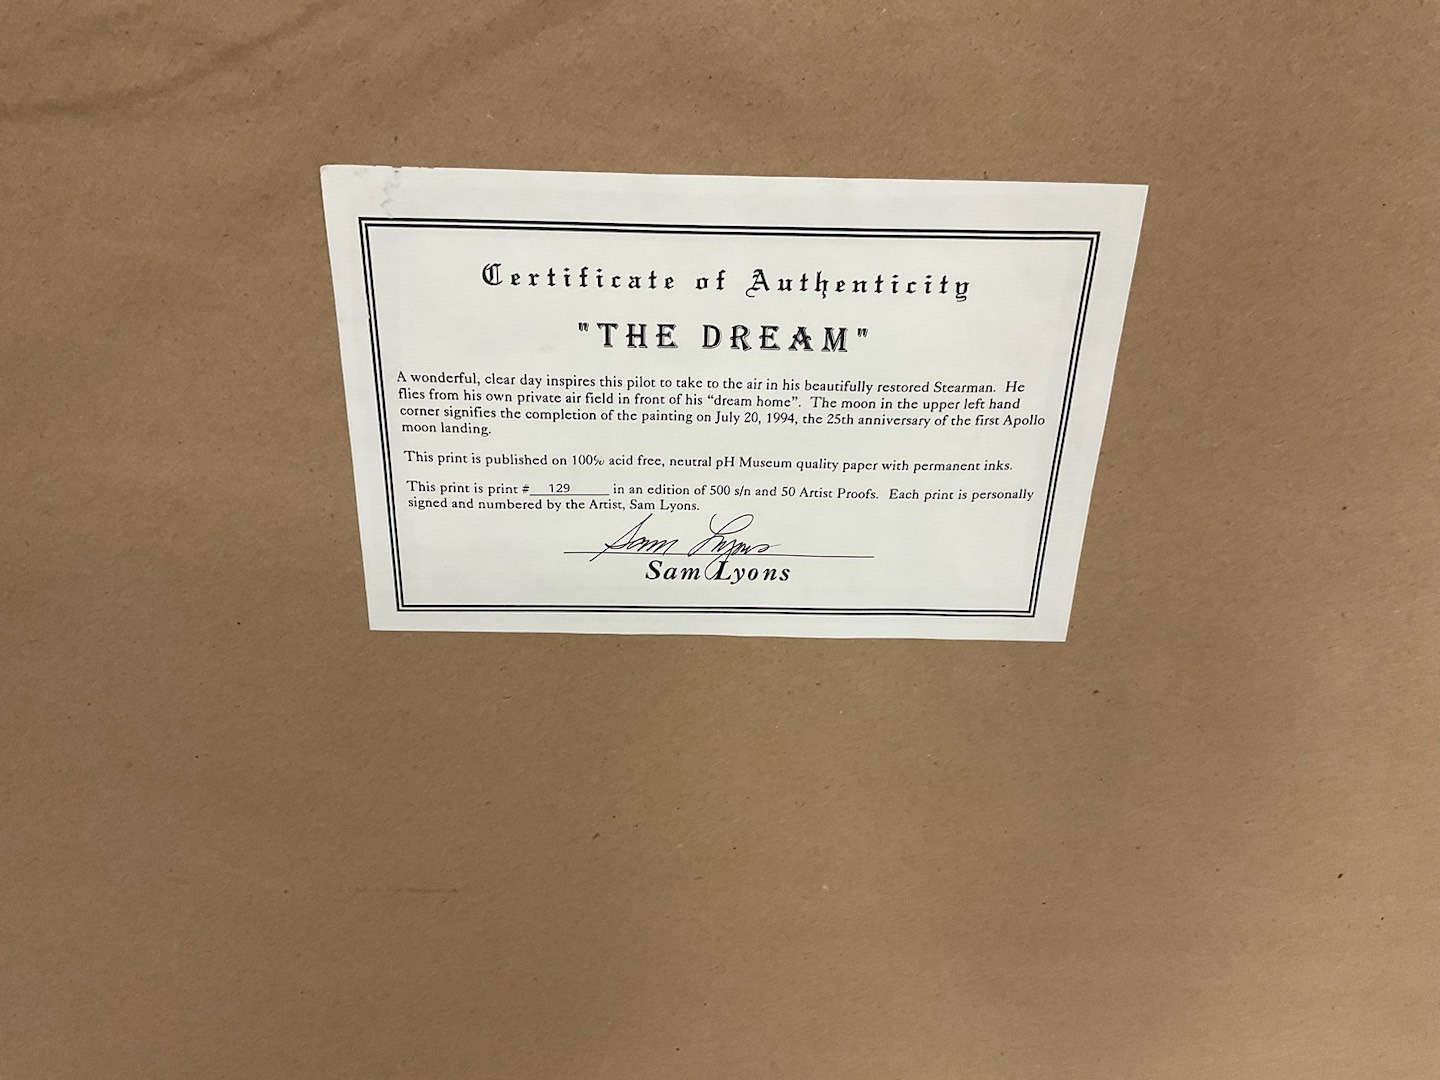 Certificate of Authenticity
"THE DREAM"
A wonderful, clear day inspires this pilot to take to the air in his beautifully restored Stearman. He
flies from his own private air field in front of his "dream home". The moon in the upper left hand
corner signifies the completion of the painting on July 20, 1994, the 25th anniversary of the first Apollo
moon landing.
This print is published on 100% acid free, neutral pH Museum quality paper with permanent inks.
This print is print # 129 in an edition of 500 s/n and 50 Artist Proofs. Each print is personally
signed and numbered by the Artist, Sam Lyons.
Sam Lyons
Sam Lyons